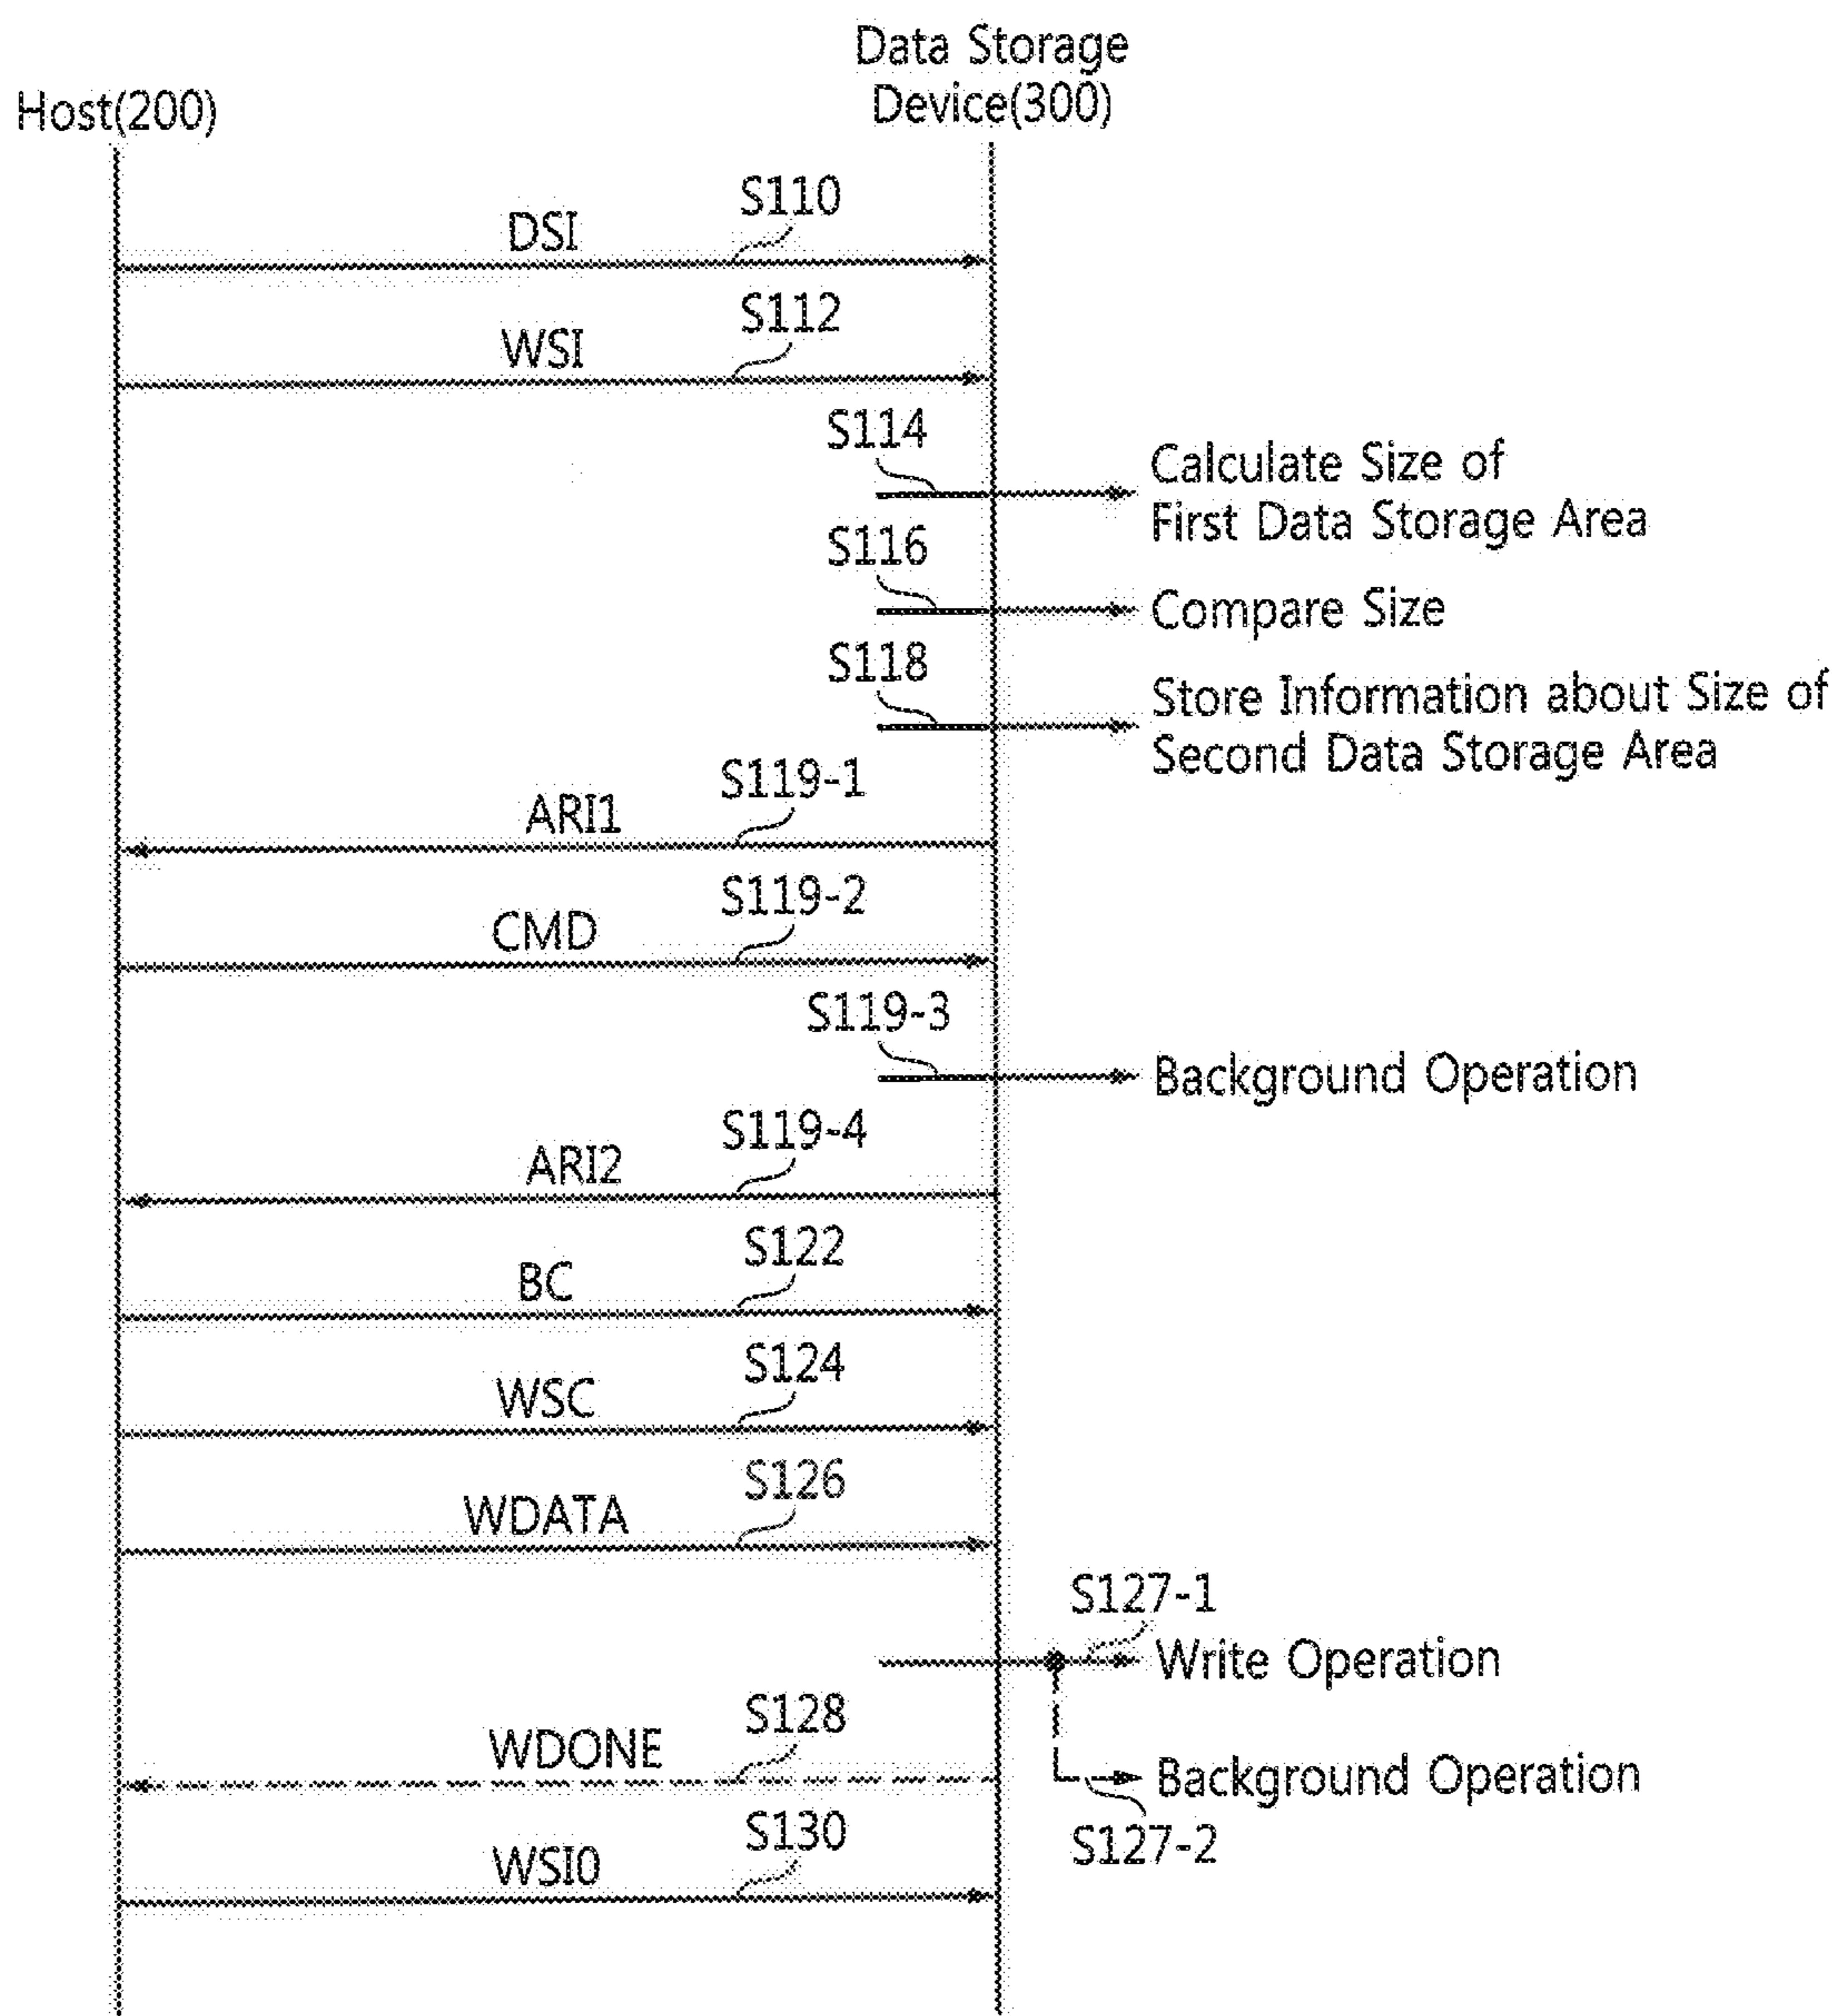 Data Storage
Host(200) Device(300)
S110
DSI
S112
WSI
S114
Calculate Size of
First Data Storage Area
S116
Compare Size
S118
Store Information about Size of
Second Data Storage Area
S119-1
ARI1
S119-2
CMD
S119-3
Background Operation
S119-4
ARI2
S122
BC
S124
WSC
S126
WDATA
S127-1
Write Operation
S128
WDONE
Background Operation
S127-2
S130
WSI0